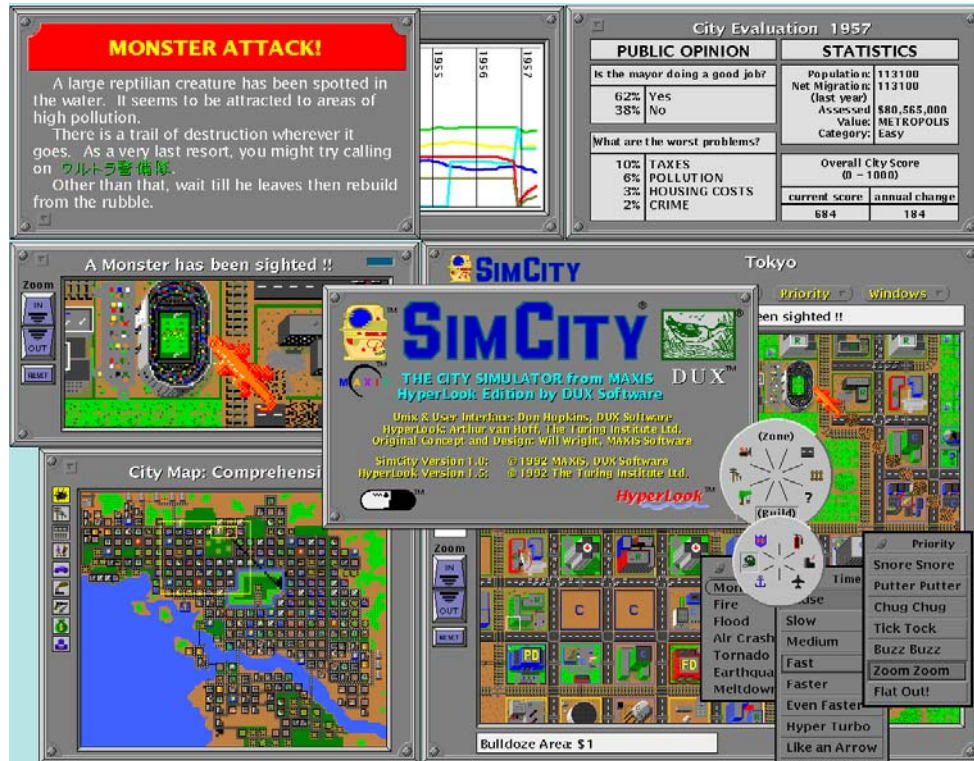 MONSTER ATTACK!
A large reptilian creature has been spotted in
the water. It seems to be attracted to areas of
high pollution.
There is a trail of destruction wherever it
goes. As a very last resort, you might try calling
on ウルトラ警備隊.
Other than that, wait till he leaves then rebuild
from the rubble.
1955
1956
1957
City Evaluation 1957
PUBLIC OPINION
Is the mayor doing a good job?
62% Yes
38% No
What are the worst problems?
10% TAXES
6% POLLUTION
3% HOUSING COSTS
2% CRIME
STATISTICS
Population: 113100
Net Migration: 113100
(last year)
Assessed $80,565,000
Value: METROPOLIS
Category: Easy
Overall City Score
(0 - 1000)
current score annual change
684 184
A Monster has been sighted !!
Zoom
IN
OUT
RESET
SIMCITY
Tokyo
Priority
Windows
en sighted !!
SIMCITY
MAXIS
DUX
THE CITY SIMULATOR from MAXIS
HyperLook Edition by DUX Software
Unix & User Interface: Don Hopkins, DUX Software
HyperLook: Arthur van Hoff, The Turing Institute Ltd.
Original Concept and Design: Will Wright, MAXIS Software
SimCity Version 1.0: © 1992 MAXIS, DUX Software
HyperLook Version 1.5: © 1992 The Turing Institute Ltd.
HyperLook
(Zone)
?
(Build)
City Map: Comprehensi
Zoom
IN
OUT
RESET
R
C
C
PD
FD
Mon
Fire
Flood
Air Crash
Tornado
Earthqua
Meltdown
Time
Slow
Medium
Fast
Faster
Even Faster
Hyper Turbo
Like an Arrow
Priority
Snore Snore
Putter Putter
Chug Chug
Tick Tock
Buzz Buzz
Zoom Zoom
Flat Out!
Bulldoze Area: $1